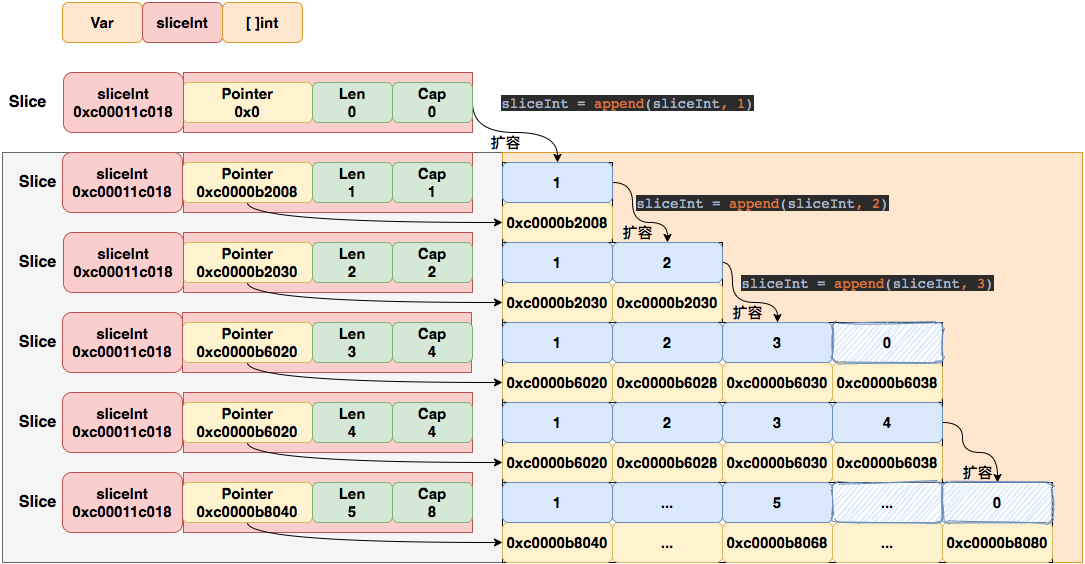 Var sliceInt [ ]int
Slice
sliceInt
0xc00011c018
Pointer
0x0
Len
0
Cap
0
sliceInt = append(sliceInt, 1)
扩容
Slice
sliceInt
0xc00011c018
Pointer
0xc0000b2008
Len
1
Cap
1
1
0xc0000b2008
sliceInt = append(sliceInt, 2)
扩容
Slice
sliceInt
0xc00011c018
Pointer
0xc0000b2030
Len
2
Cap
2
1 2
0xc0000b2030 0xc0000b2030
sliceInt = append(sliceInt, 3)
扩容
Slice
sliceInt
0xc00011c018
Pointer
0xc0000b6020
Len
3
Cap
4
1 2 3 0
0xc0000b6020 0xc0000b6028 0xc0000b6030 0xc0000b6038
Slice
sliceInt
0xc00011c018
Pointer
0xc0000b6020
Len
4
Cap
4
1 2 3 4
0xc0000b6020 0xc0000b6028 0xc0000b6030 0xc0000b6038
扩容
Slice
sliceInt
0xc00011c018
Pointer
0xc0000b8040
Len
5
Cap
8
1 ... 5 ... 0
0xc0000b8040 ... 0xc0000b8068 ... 0xc0000b8080